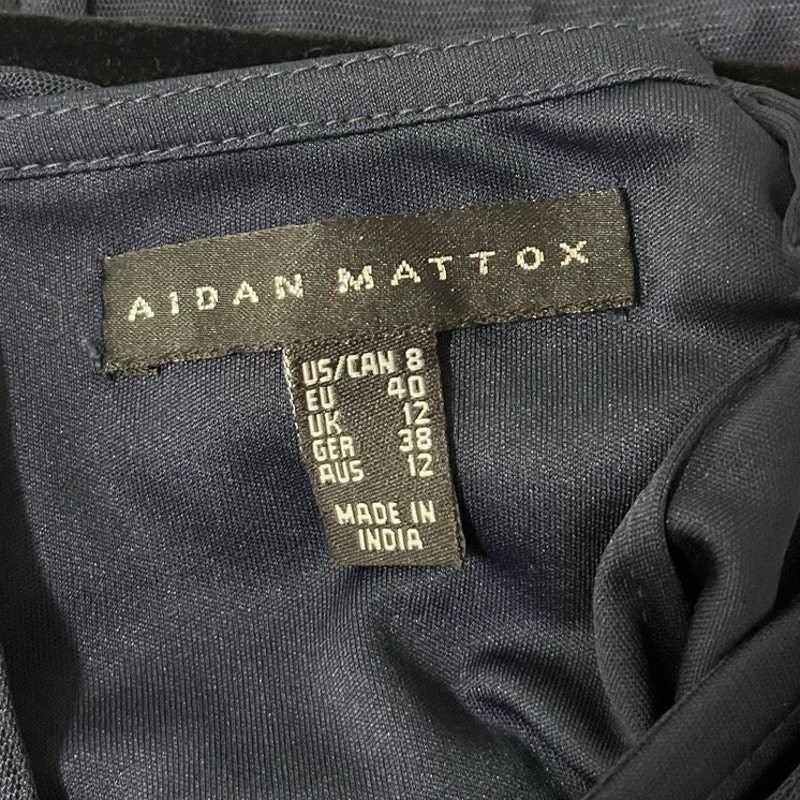 AIDAN MATTOX
US/CAN 8
EU 40
UK 12
GER 38
AUS 12
MADE IN
INDIA